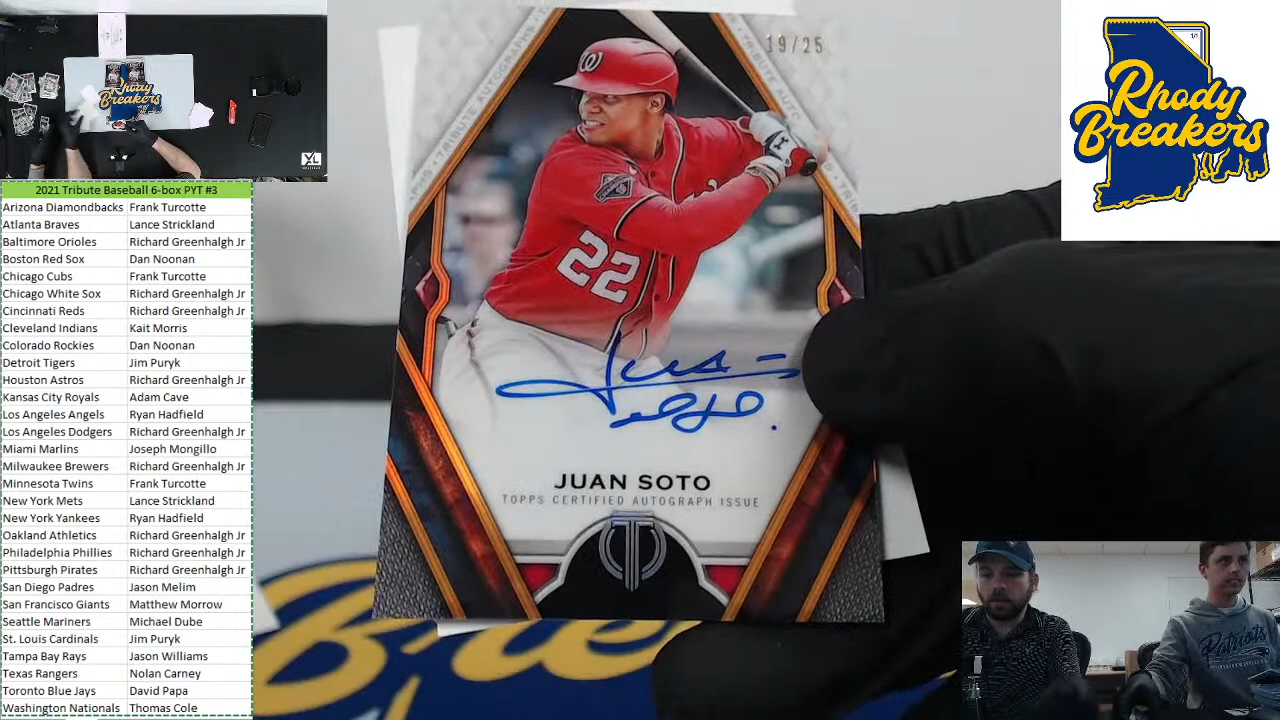 2021 Tribute Baseball 6-box PYT #3
Arizona Diamondbacks Frank Turcotte
Atlanta Braves Lance Strickland
Baltimore Orioles Richard Greenhalgh Jr
Boston Red Sox Dan Noonan
Chicago Cubs Frank Turcotte
Chicago White Sox Richard Greenhalgh Jr
Cincinnati Reds Richard Greenhalgh Jr
Cleveland Indians Kait Morris
Colorado Rockies Dan Noonan
Detroit Tigers Jim Puryk
Houston Astros Richard Greenhalgh Jr
Kansas City Royals Adam Cave
Los Angeles Angels Ryan Hadfield
Los Angeles Dodgers Richard Greenhalgh Jr
Miami Marlins Joseph Mongillo
Milwaukee Brewers Richard Greenhalgh Jr
Minnesota Twins Frank Turcotte
New York Mets Lance Strickland
New York Yankees Ryan Hadfield
Oakland Athletics Richard Greenhalgh Jr
Philadelphia Phillies Richard Greenhalgh Jr
Pittsburgh Pirates Richard Greenhalgh Jr
San Diego Padres Jason Melim
San Francisco Giants Matthew Morrow
Seattle Mariners Michael Dube
St. Louis Cardinals Jim Puryk
Tampa Bay Rays Jason Williams
Texas Rangers Nolan Carney
Toronto Blue Jays David Papa
Washington Nationals Thomas Cole
Rhody
Breakers
XL
TRIBUTE AUTOGRAPHS
19/25
W
22
JUAN SOTO
TOPPS CERTIFIED AUTOGRAPH ISSUE
Rhody
Breakers
1/1
Patriots